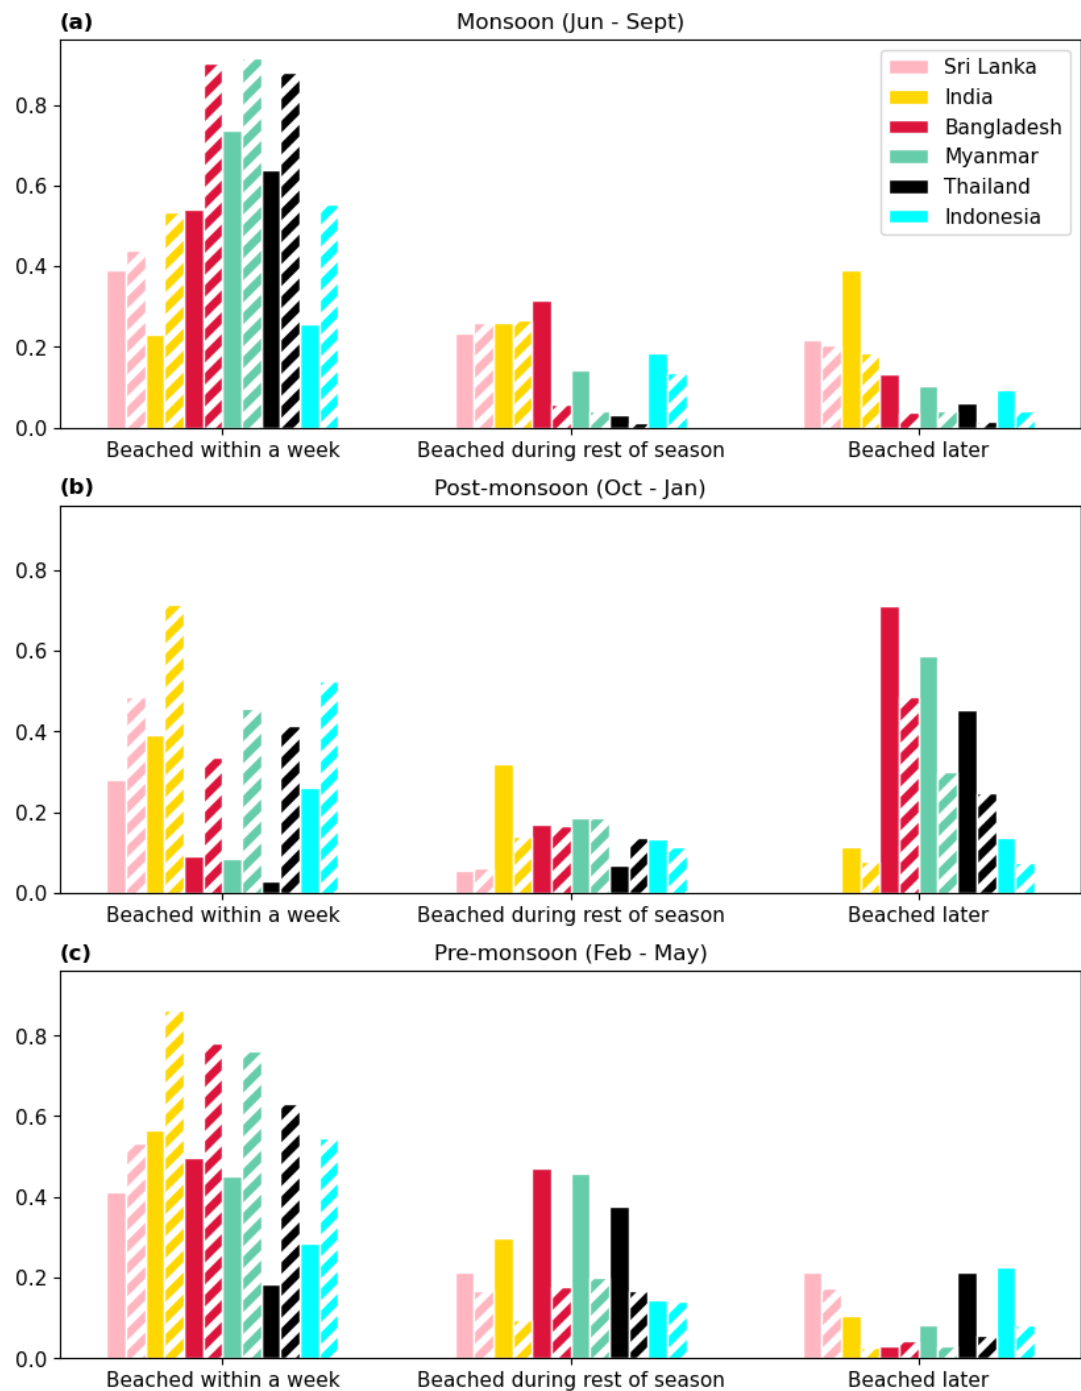 (a)
Monsoon (Jun - Sept)
0.8
0.6
0.4
0.2
0.0
Sri Lanka
India
Bangladesh
Myanmar
Thailand
Indonesia
Beached within a week
Beached during rest of season
Beached later
(b)
Post-monsoon (Oct - Jan)
0.8
0.6
0.4
0.2
0.0
Beached within a week
Beached during rest of season
Beached later
(c)
Pre-monsoon (Feb - May)
0.8
0.6
0.4
0.2
0.0
Beached within a week
Beached during rest of season
Beached later